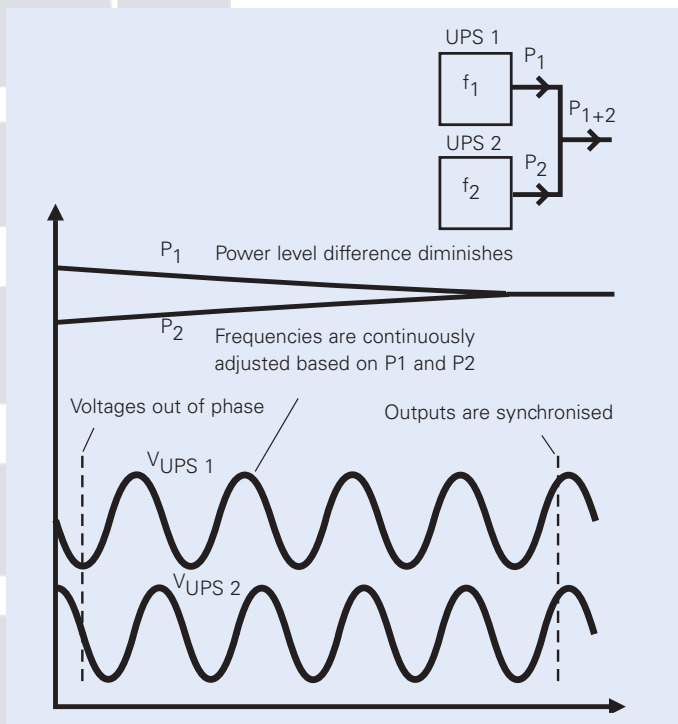 UPS 1
P1
f1
P1+2
UPS 2
P2
f2
P1
Power level difference diminishes
P2
Frequencies are continuously
adjusted based on P1 and P2
Voltages out of phase
Outputs are synchronised
VUPS 1
VUPS 2